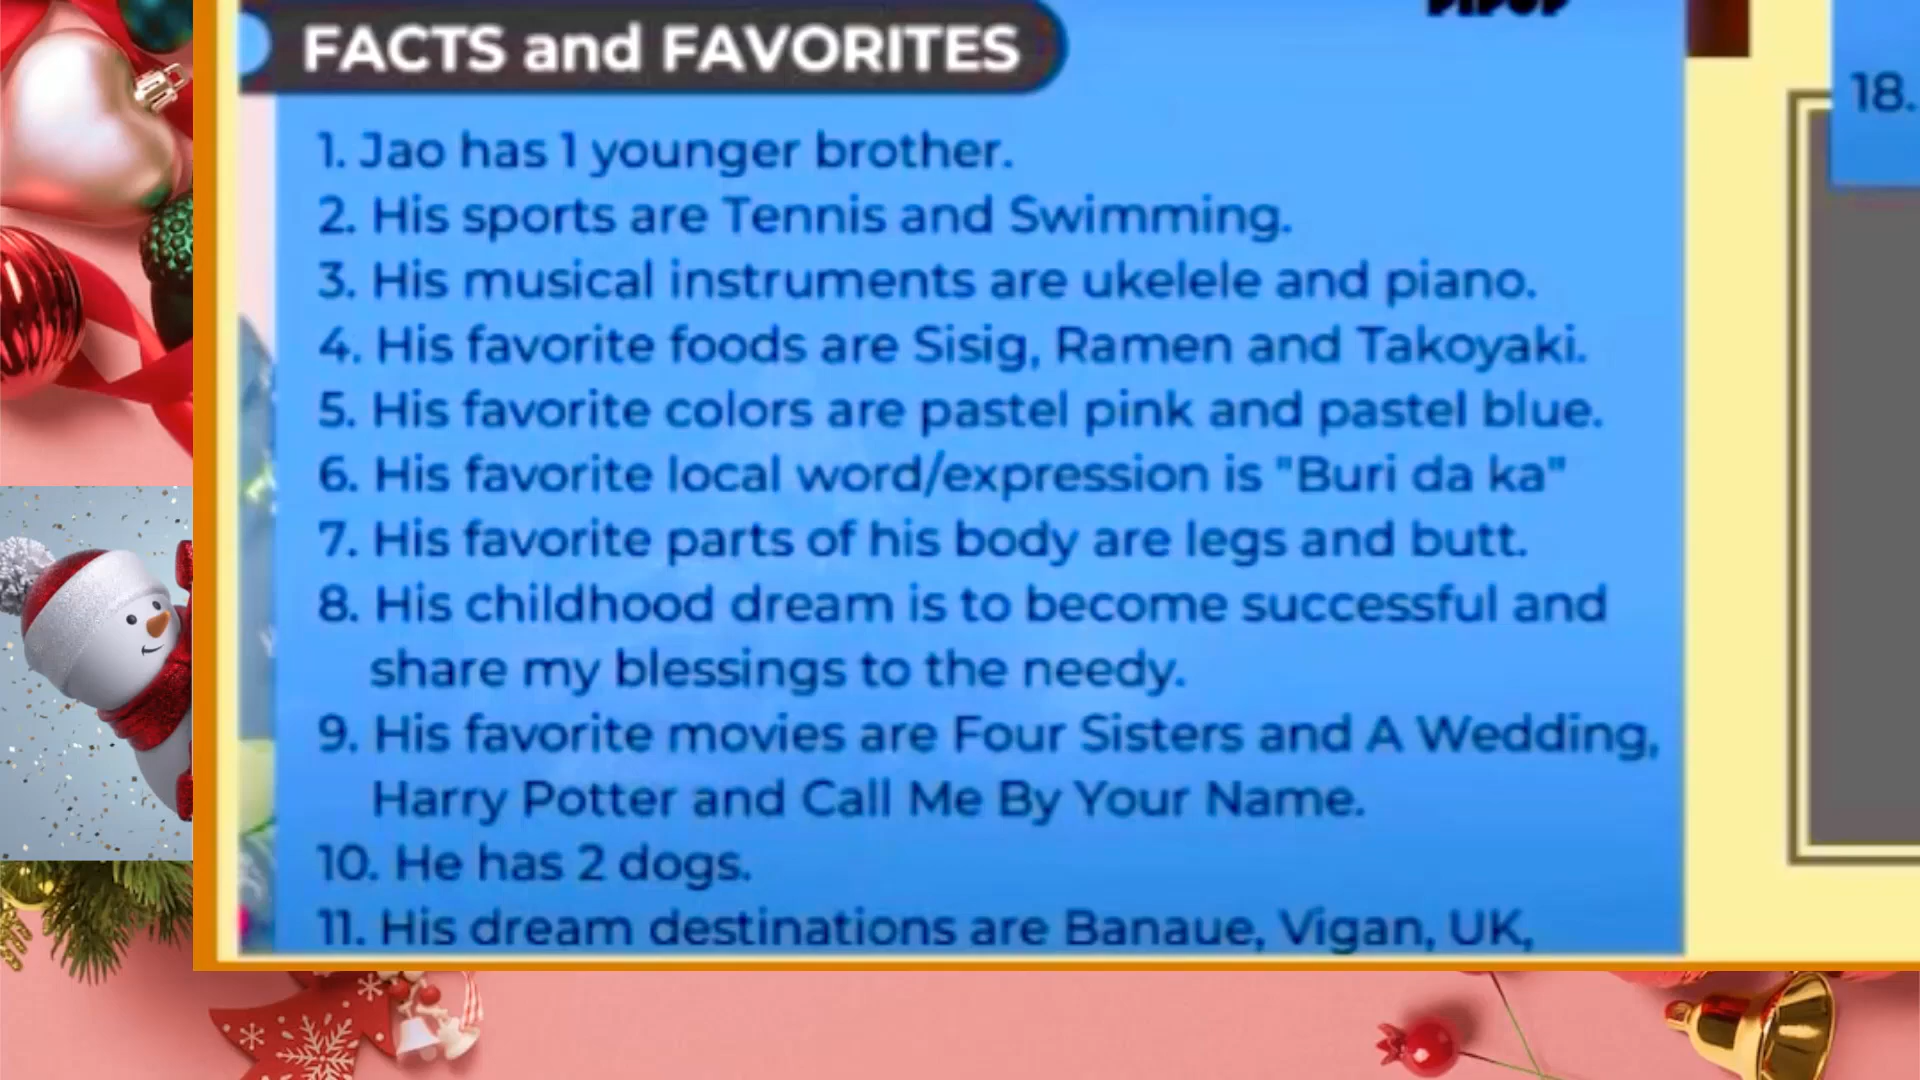 FACTS and FAVORITES
1. Jao has 1 younger brother.
2. His sports are Tennis and Swimming.
3. His musical instruments are ukelele and piano.
4. His favorite foods are Sisig, Ramen and Takoyaki.
5. His favorite colors are pastel pink and pastel blue.
6. His favorite local word/expression is "Buri da ka"
7. His favorite parts of his body are legs and butt.
8. His childhood dream is to become successful and
share my blessings to the needy.
9. His favorite movies are Four Sisters and A Wedding,
Harry Potter and Call Me By Your Name.
10. He has 2 dogs.
11. His dream destinations are Banaue, Vigan, UK,
18.